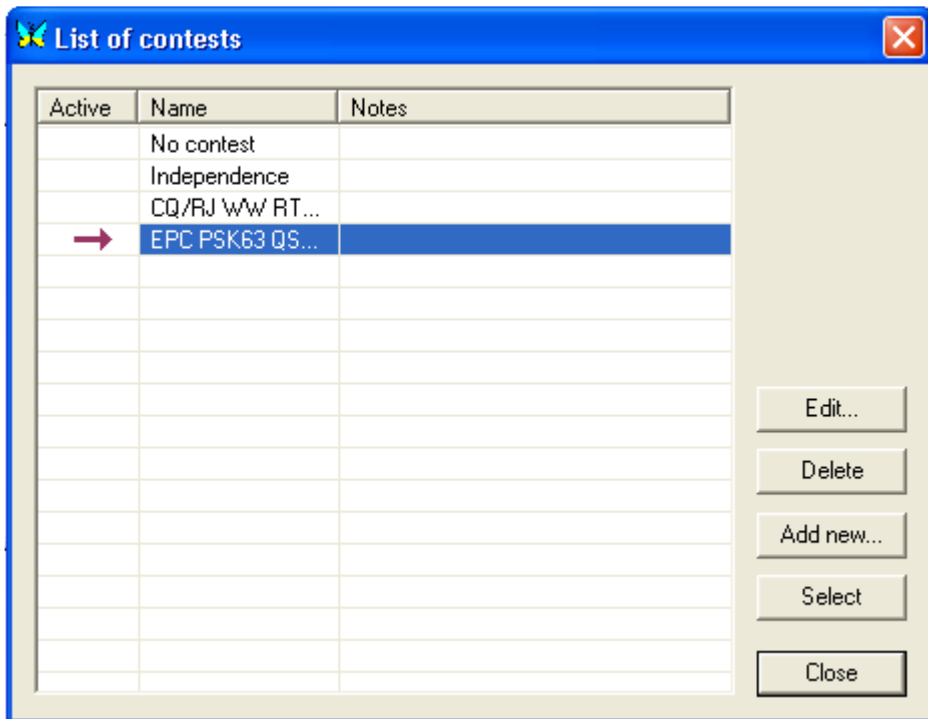 List of contests
Active Name Notes
No contest
Independence
CQ/RJ WW RT...
EPC PSK63 QS...
Edit...
Delete
Add new...
Select
Close